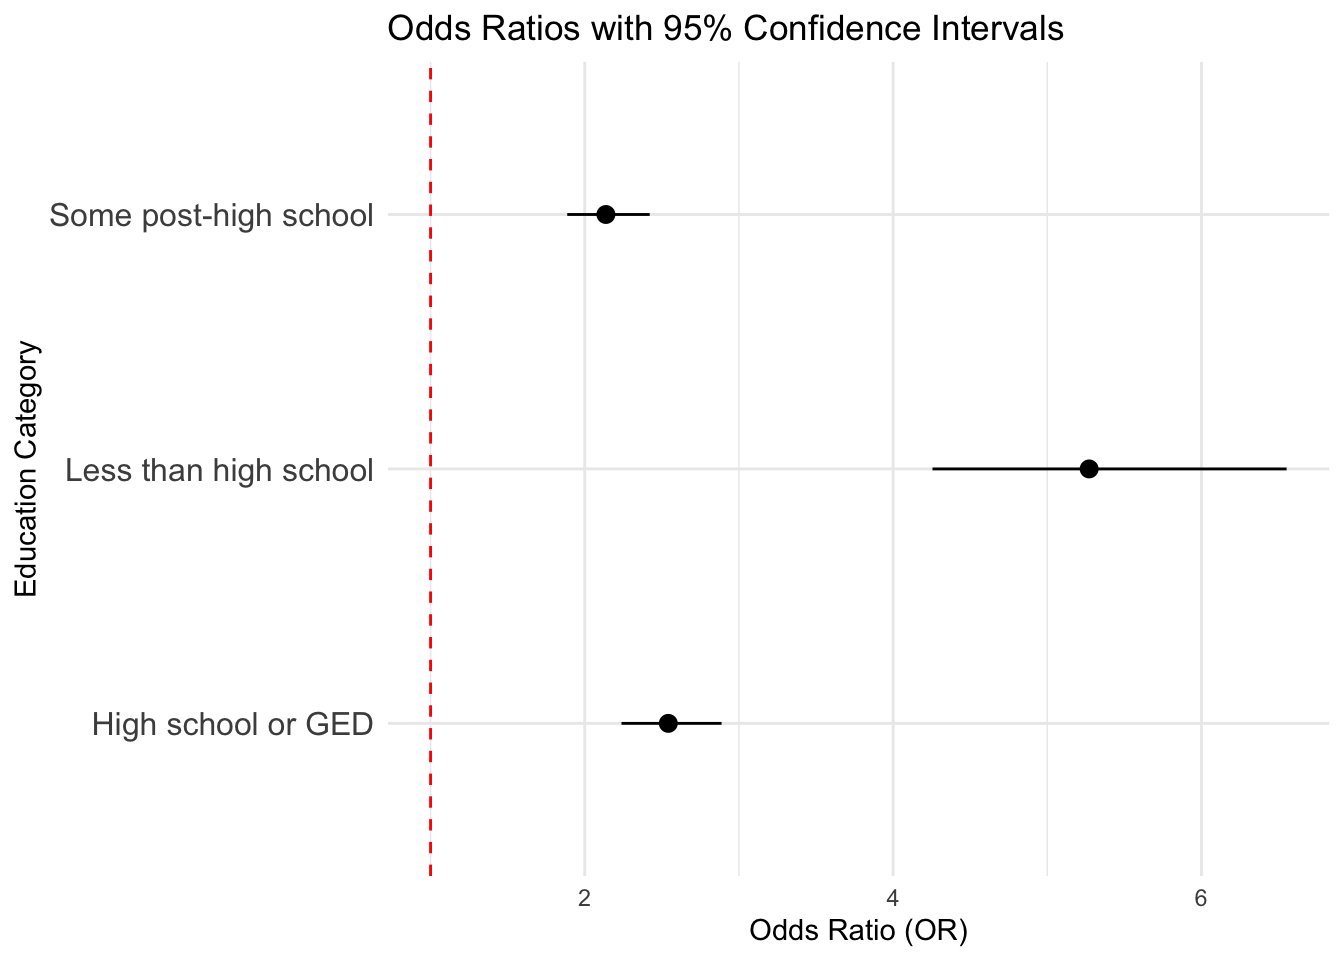 Odds Ratios with 95% Confidence Intervals
Education Category
Some post-high school
Less than high school
High school or GED
2
4
6
Odds Ratio (OR)